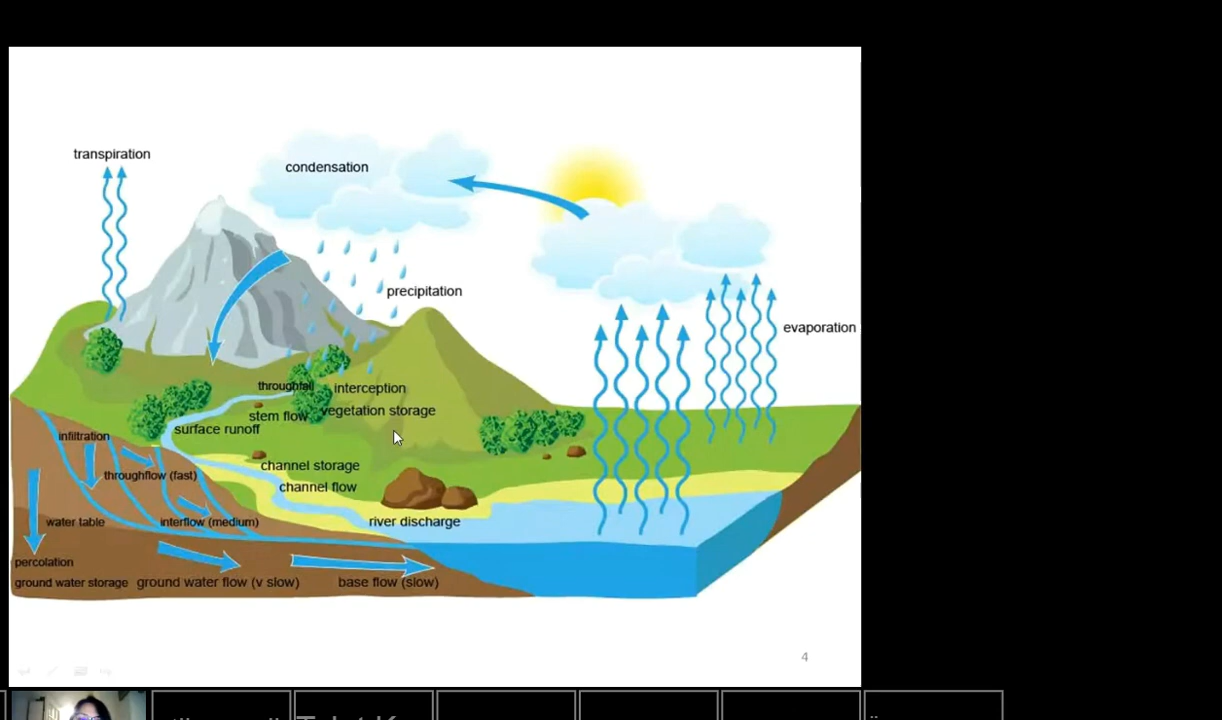 transpiration
condensation
precipitation
evaporation
throughfall
interception
vegetation storage
stem flow
surface runoff
infiltration
channel storage
throughflow (fast)
channel flow
water table
interflow (medium)
river discharge
percolation
ground water storage
ground water flow (v slow)
base flow (slow)
4